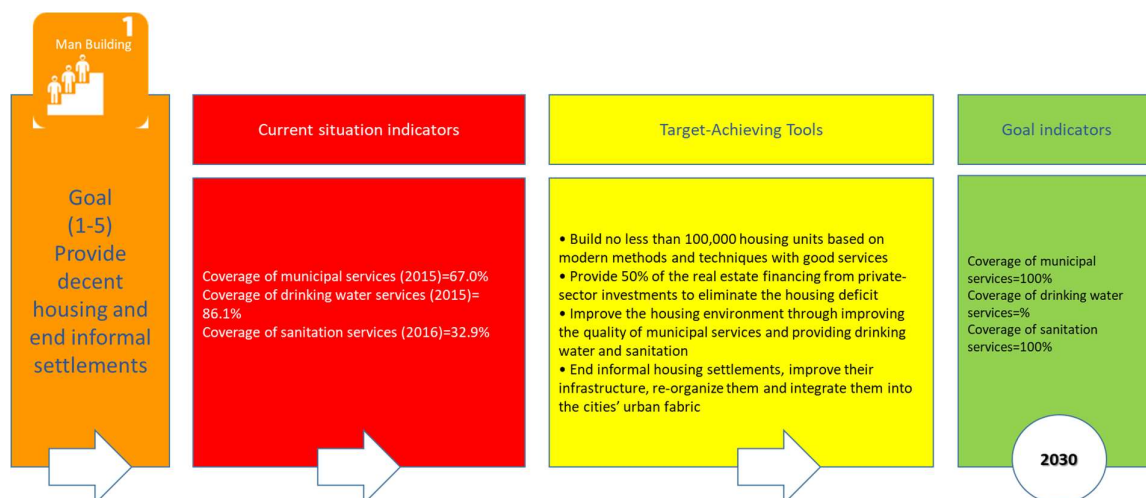 1
Man Building
Goal
(1-5)
Provide
decent
housing and
end informal
settlements
Current situation indicators
Coverage of municipal services (2015)=67.0%
Coverage of drinking water services (2015)=
86.1%
Coverage of sanitation services (2016)=32.9%
Target-Achieving Tools
• Build no less than 100,000 housing units based on
modern methods and techniques with good services
• Provide 50% of the real estate financing from private-
sector investments to eliminate the housing deficit
• Improve the housing environment through improving
the quality of municipal services and providing drinking
water and sanitation
• End informal housing settlements, improve their
infrastructure, re-organize them and integrate them into
the cities’ urban fabric
Goal indicators
Coverage of municipal
services=100%
Coverage of drinking water
services=%
Coverage of sanitation
services=100%
2030